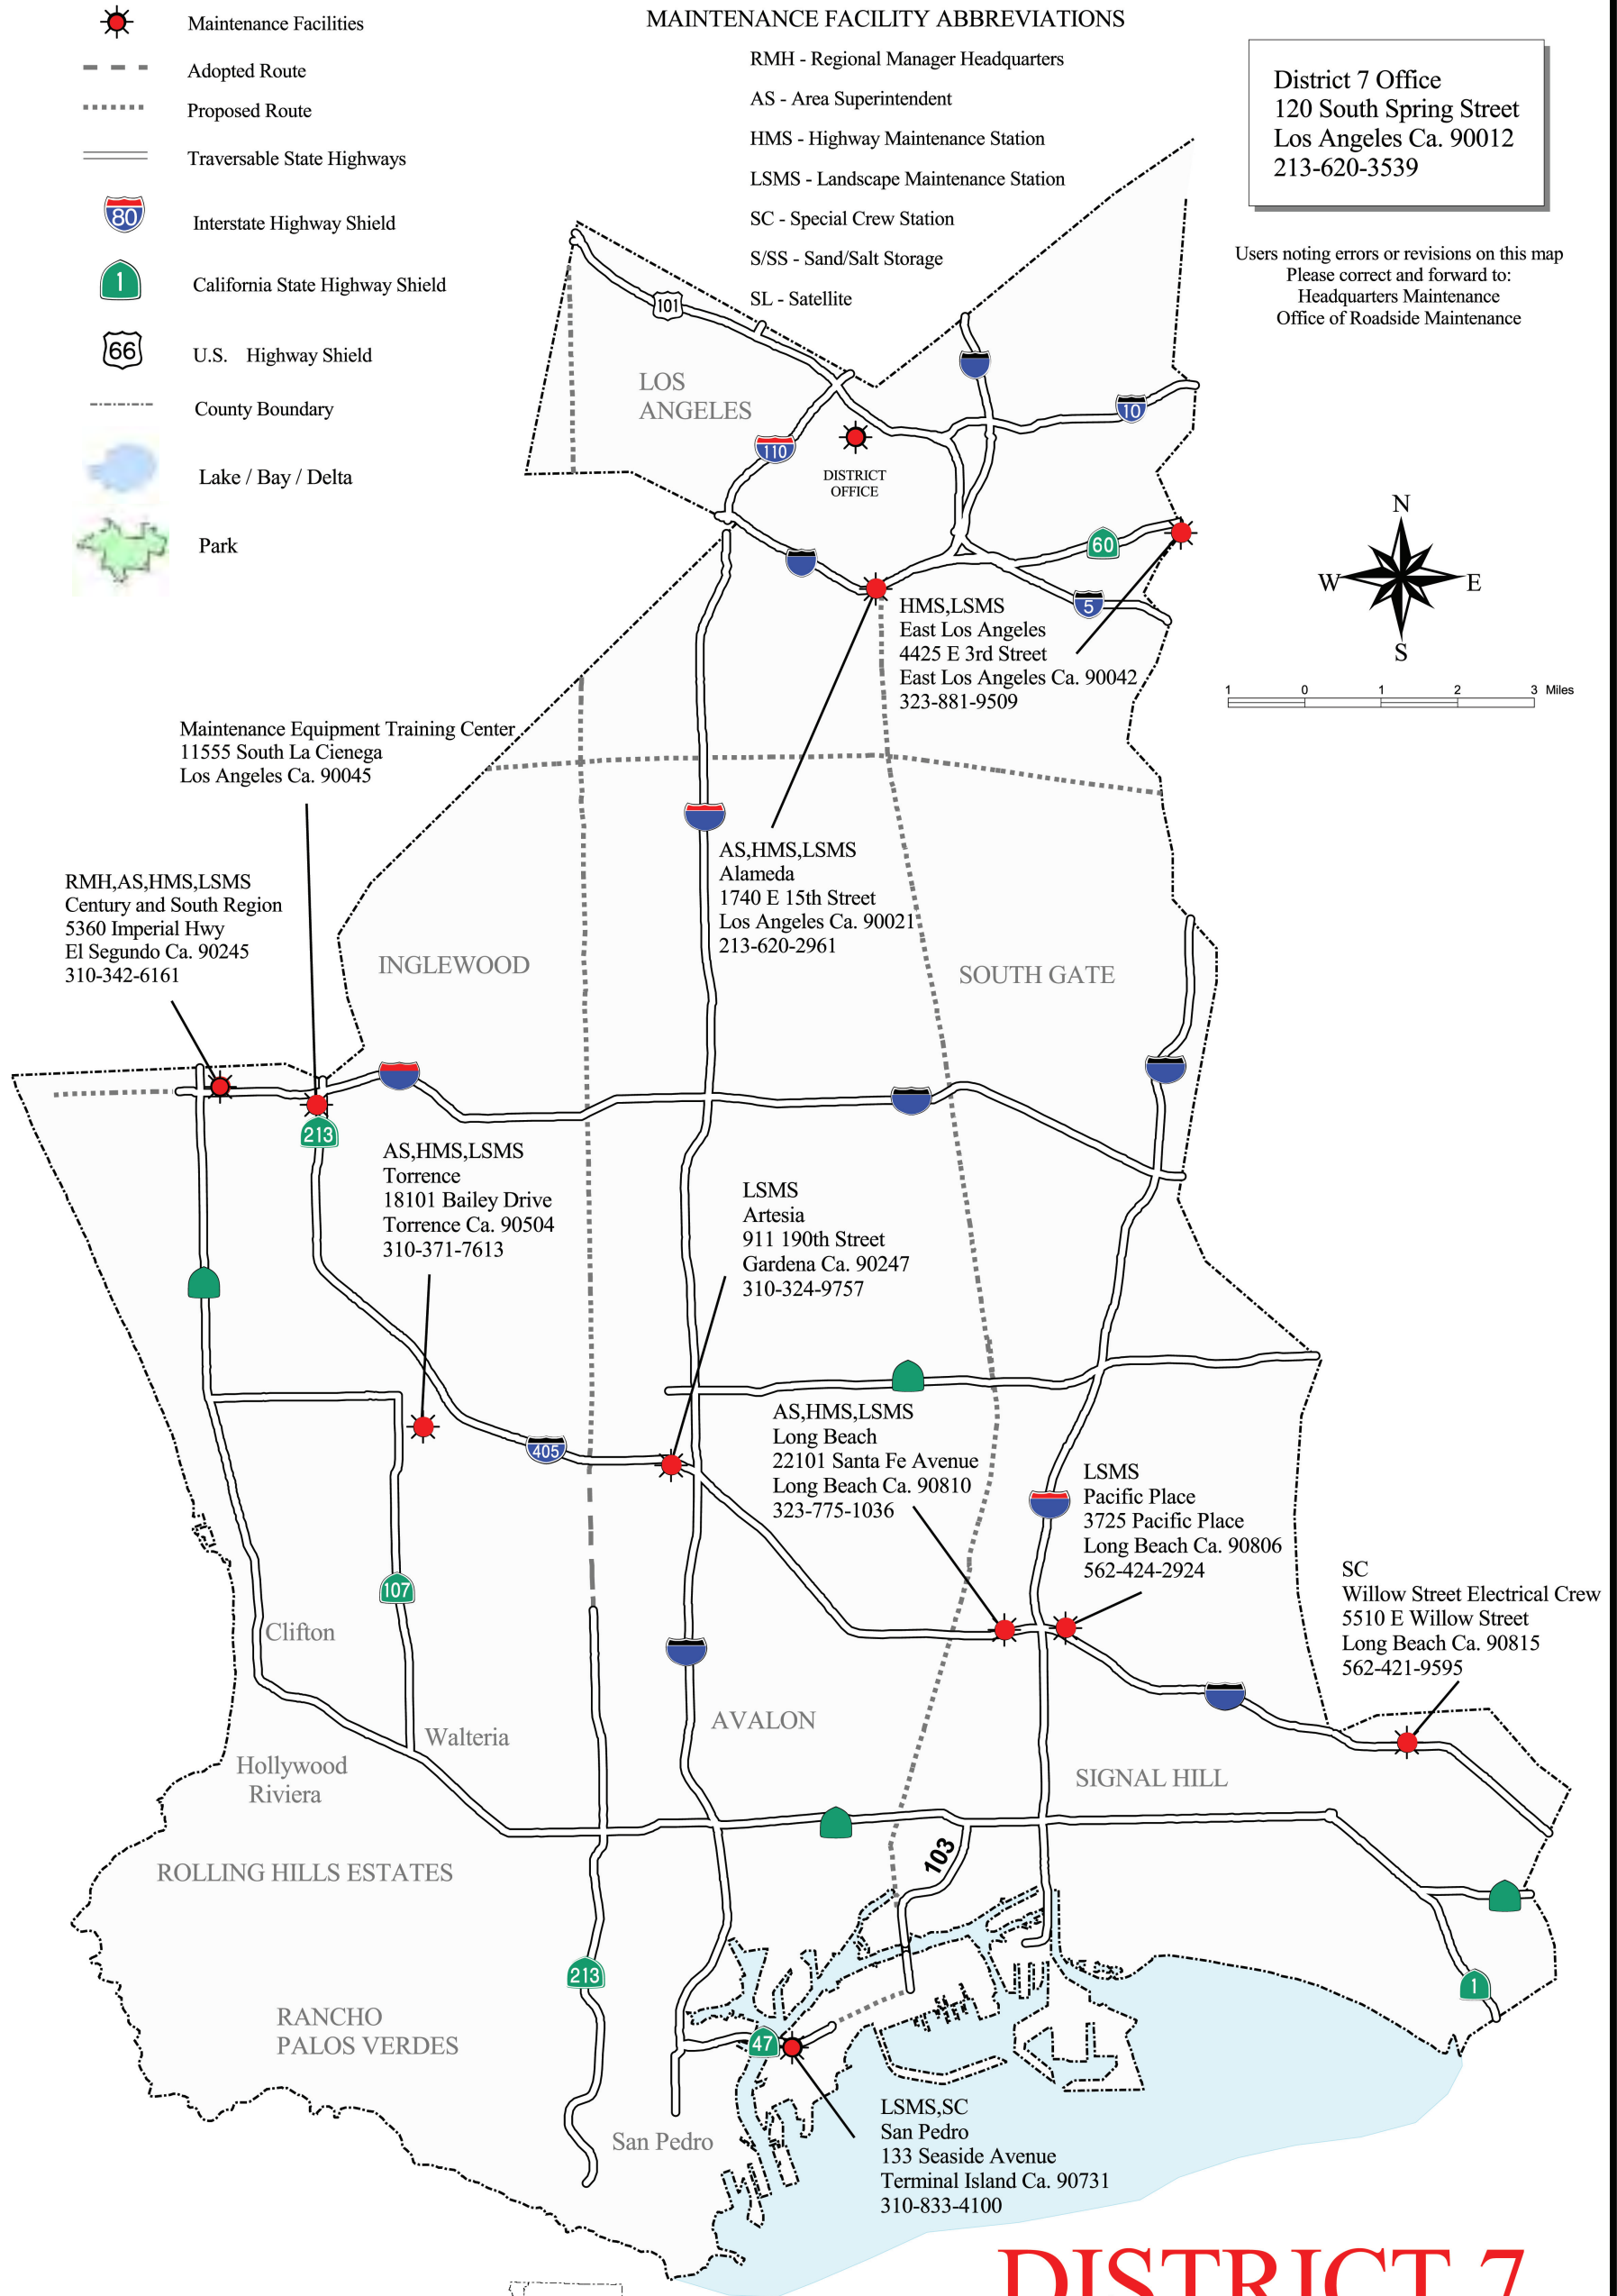 Maintenance Facilities
Adopted Route
Proposed Route
Traversable State Highways
80
Interstate Highway Shield
1
California State Highway Shield
66
U.S. Highway Shield
County Boundary
Lake / Bay / Delta
Park
MAINTENANCE FACILITY ABBREVIATIONS
RMH - Regional Manager Headquarters
AS - Area Superintendent
HMS - Highway Maintenance Station
LSMS - Landscape Maintenance Station
SC - Special Crew Station
S/SS - Sand/Salt Storage
SL - Satellite
District 7 Office
120 South Spring Street
Los Angeles Ca. 90012
213-620-3539
Users noting errors or revisions on this map
Please correct and forward to:
Headquarters Maintenance
Office of Roadside Maintenance
101
LOS
ANGELES
10
110
DISTRICT
OFFICE
60
5
N
W
E
S
1 0 1 2 3 Miles
HMS,LSMS
East Los Angeles
4425 E 3rd Street
East Los Angeles Ca. 90042
323-881-9509
Maintenance Equipment Training Center
11555 South La Cienega
Los Angeles Ca. 90045
AS,HMS,LSMS
Alameda
1740 E 15th Street
Los Angeles Ca. 90021
213-620-2961
RMH,AS,HMS,LSMS
Century and South Region
5360 Imperial Hwy
El Segundo Ca. 90245
310-342-6161
INGLEWOOD
SOUTH GATE
213
AS,HMS,LSMS
Torrence
18101 Bailey Drive
Torrence Ca. 90504
310-371-7613
LSMS
Artesia
911 190th Street
Gardena Ca. 90247
310-324-9757
405
AS,HMS,LSMS
Long Beach
22101 Santa Fe Avenue
Long Beach Ca. 90810
323-775-1036
LSMS
Pacific Place
3725 Pacific Place
Long Beach Ca. 90806
562-424-2924
SC
Willow Street Electrical Crew
5510 E Willow Street
Long Beach Ca. 90815
562-421-9595
107
Clifton
Walteria
AVALON
Hollywood
Riviera
SIGNAL HILL
103
ROLLING HILLS ESTATES
213
1
RANCHO
PALOS VERDES
47
San Pedro
LSMS,SC
San Pedro
133 Seaside Avenue
Terminal Island Ca. 90731
310-833-4100
DISTRICT 7